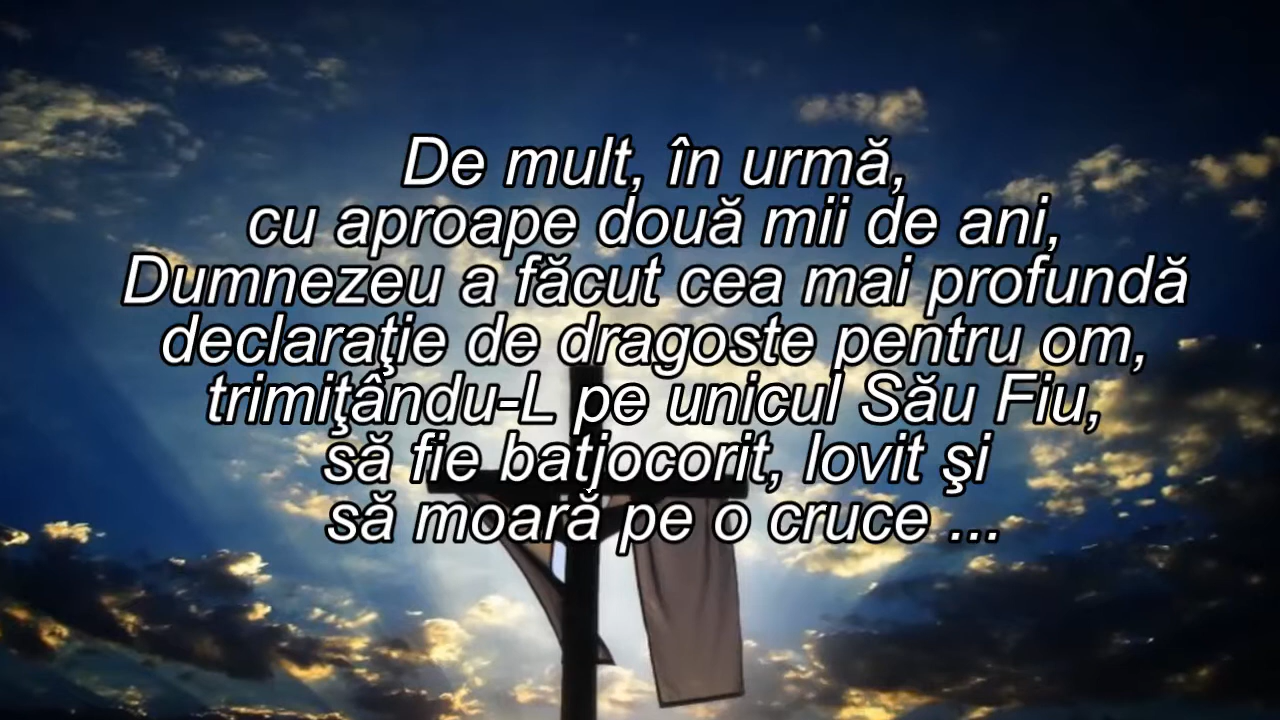 De mult, în urmă,
cu aproape două mii de ani,
Dumnezeu a făcut cea mai profundă
declaraţie de dragoste pentru om,
trimiţându-L pe unicul Său Fiu,
să fie batjocorit, lovit şi
să moară pe o cruce ...